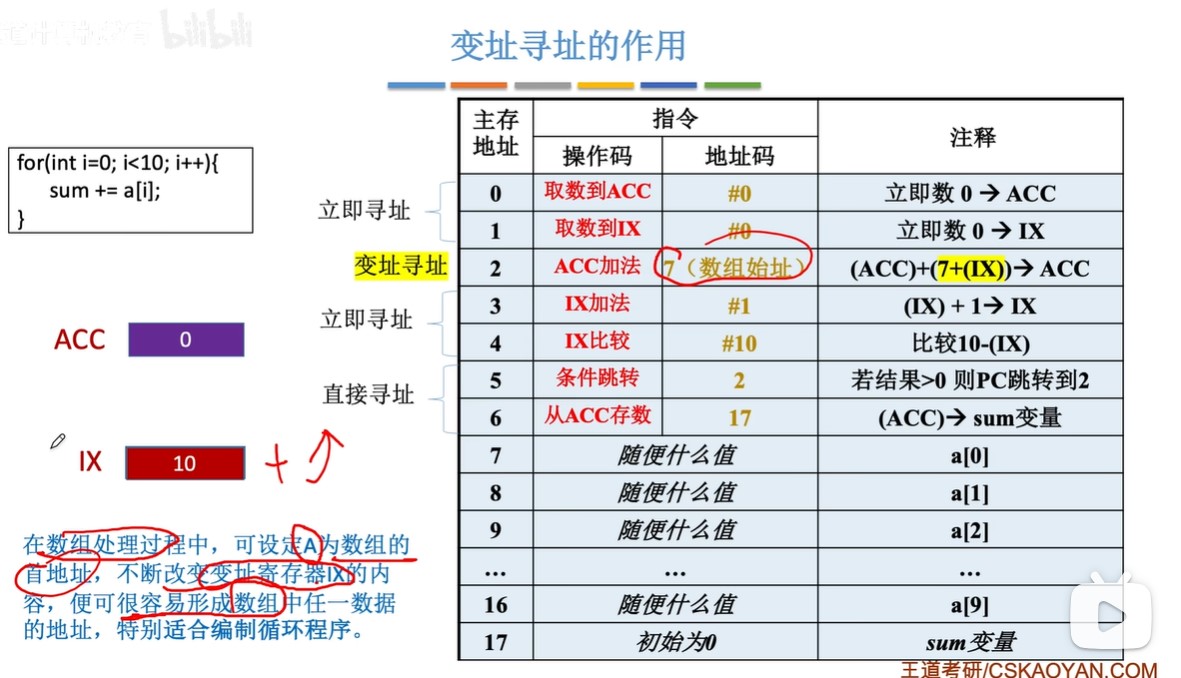 bilibili
变址寻址的作用
for(int i=0; i<10; i++){
sum += a[i];
}
立即寻址
变址寻址
立即寻址
直接寻址
ACC 0
IX 10 +
在数组处理过程中，可设定A为数组的
首地址，不断改变变址寄存器IX的内
容，便可很容易形成数组中任一数据
的地址，特别适合编制循环程序。
主存地址 指令 注释
操作码 地址码
0 取数到ACC #0 立即数 0 → ACC
1 取数到IX #0 立即数 0 → IX
2 ACC加法 7（数组始址） (ACC)+(7+(IX))→ ACC
3 IX加法 #1 (IX) + 1→ IX
4 IX比较 #10 比较10-(IX)
5 条件跳转 2 若结果>0 则PC跳转到2
6 从ACC存数 17 (ACC)→ sum变量
7 随便什么值 a[0]
8 随便什么值 a[1]
9 随便什么值 a[2]
... ... ...
16 随便什么值 a[9]
17 初始为0 sum变量
王道考研/CSKAOYAN.COM